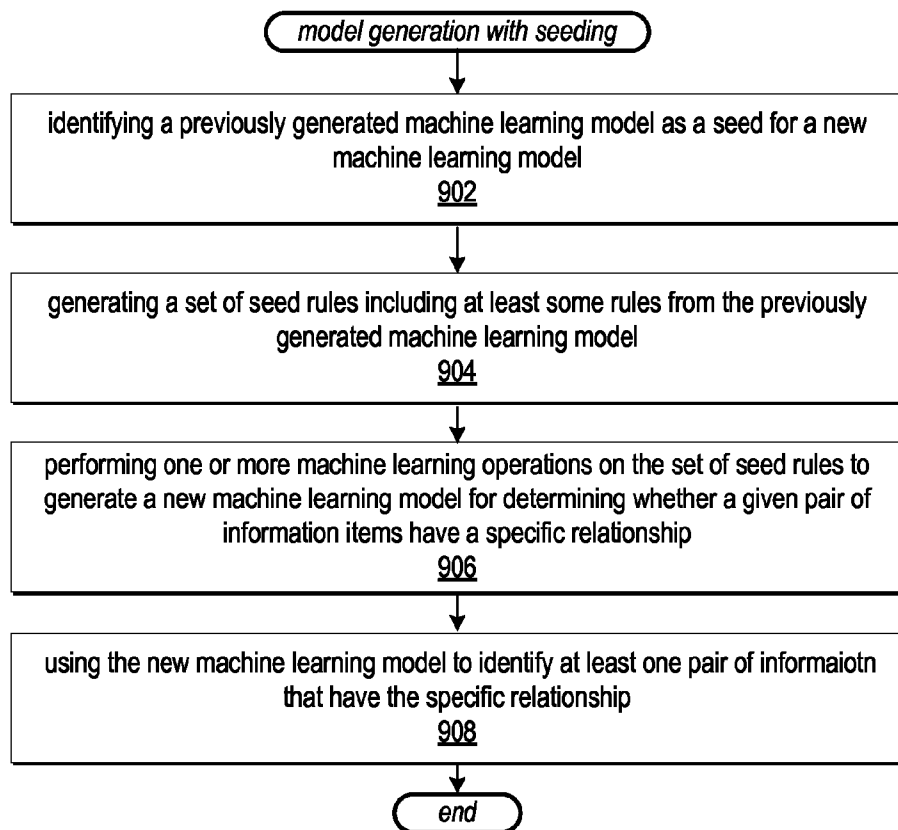 model generation with seeding
identifying a previously generated machine learning model as a seed for a new
machine learning model
902
generating a set of seed rules including at least some rules from the previously
generated machine learning model
904
performing one or more machine learning operations on the set of seed rules to
generate a new machine learning model for determining whether a given pair of
information items have a specific relationship
906
using the new machine learning model to identify at least one pair of informaiotn
that have the specific relationship
908
end